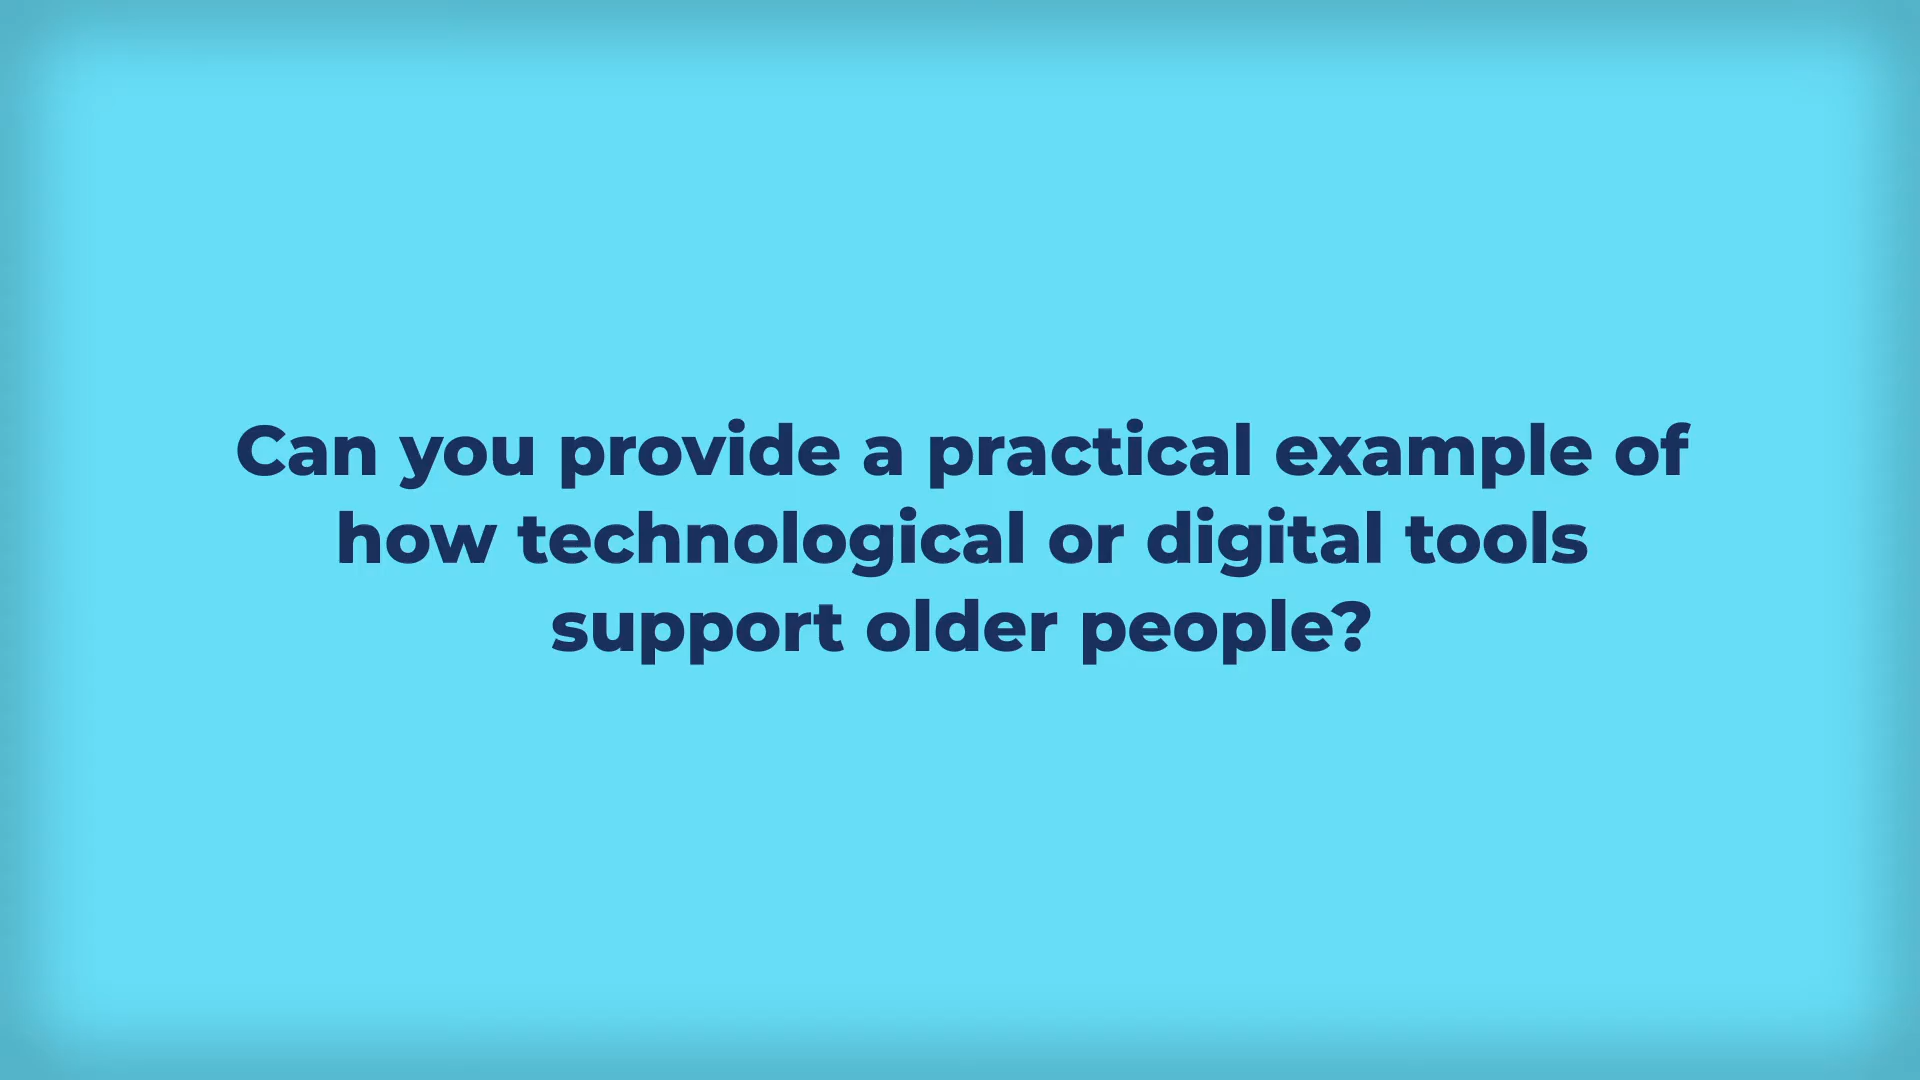 Can you provide a practical example of
how technological or digital tools
support older people?